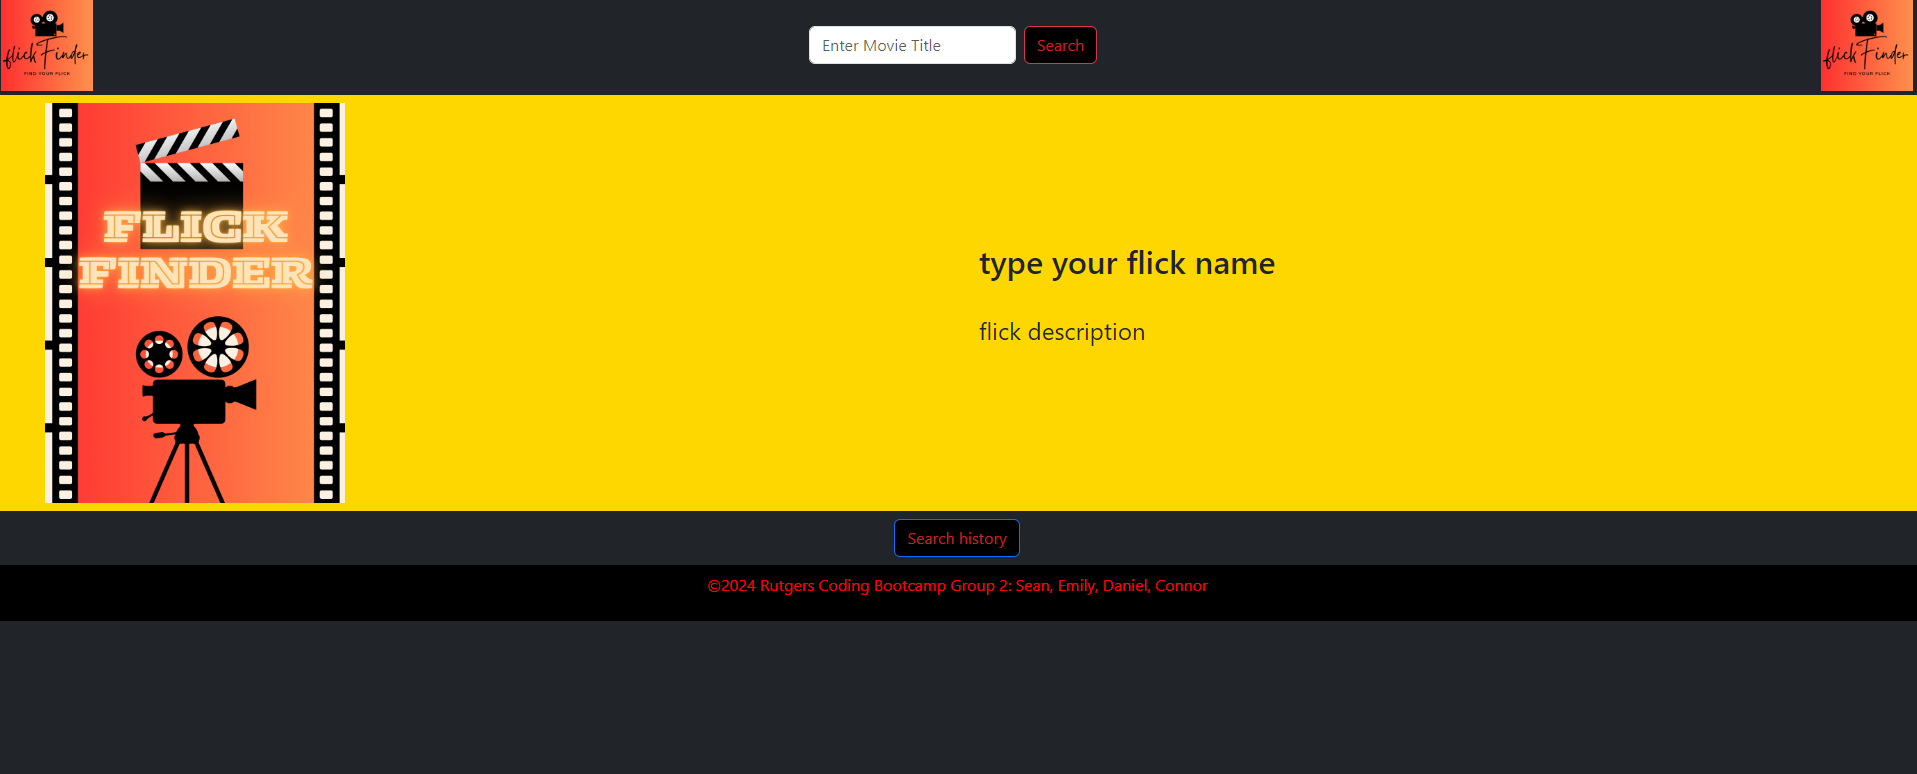 flick Finder
FIND YOUR FLICK
Enter Movie Title
Search
flick Finder
FIND YOUR FLICK
FLICK
FINDER
type your flick name
flick description
Search history
©2024 Rutgers Coding Bootcamp Group 2: Sean, Emily, Daniel, Connor